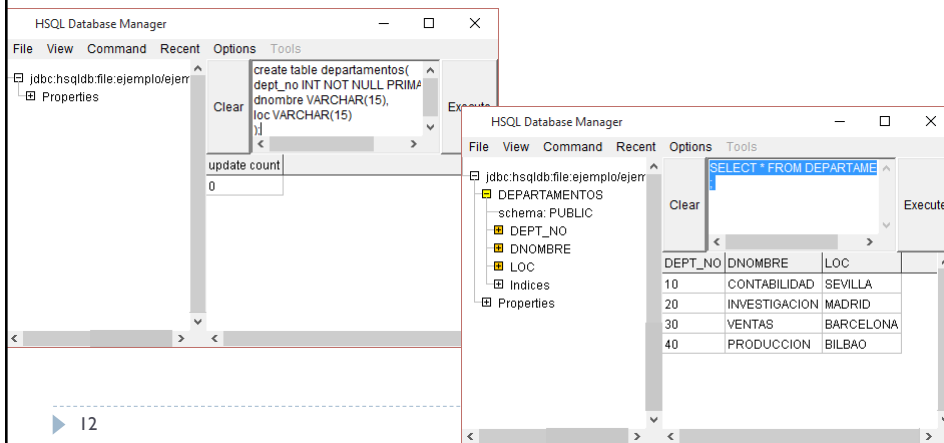 HSQL Database Manager
File View Command Recent Options Tools
jdbc:hsqldb:file:ejemplo/ejem
Properties
Clear
create table departamentos(
dept_no INT NOT NULL PRIMA
dnombre VARCHAR(15),
loc VARCHAR(15)
);
Execute
update count
0
HSQL Database Manager
File View Command Recent Options Tools
jdbc:hsqldb:file:ejemplo/ejem
DEPARTAMENTOS
schema: PUBLIC
DEPT_NO
DNOMBRE
LOC
Indices
Properties
Clear
SELECT * FROM DEPARTAME
;
Execute
DEPT_NO DNOMBRE LOC
10 CONTABILIDAD SEVILLA
20 INVESTIGACION MADRID
30 VENTAS BARCELONA
40 PRODUCCION BILBAO
12